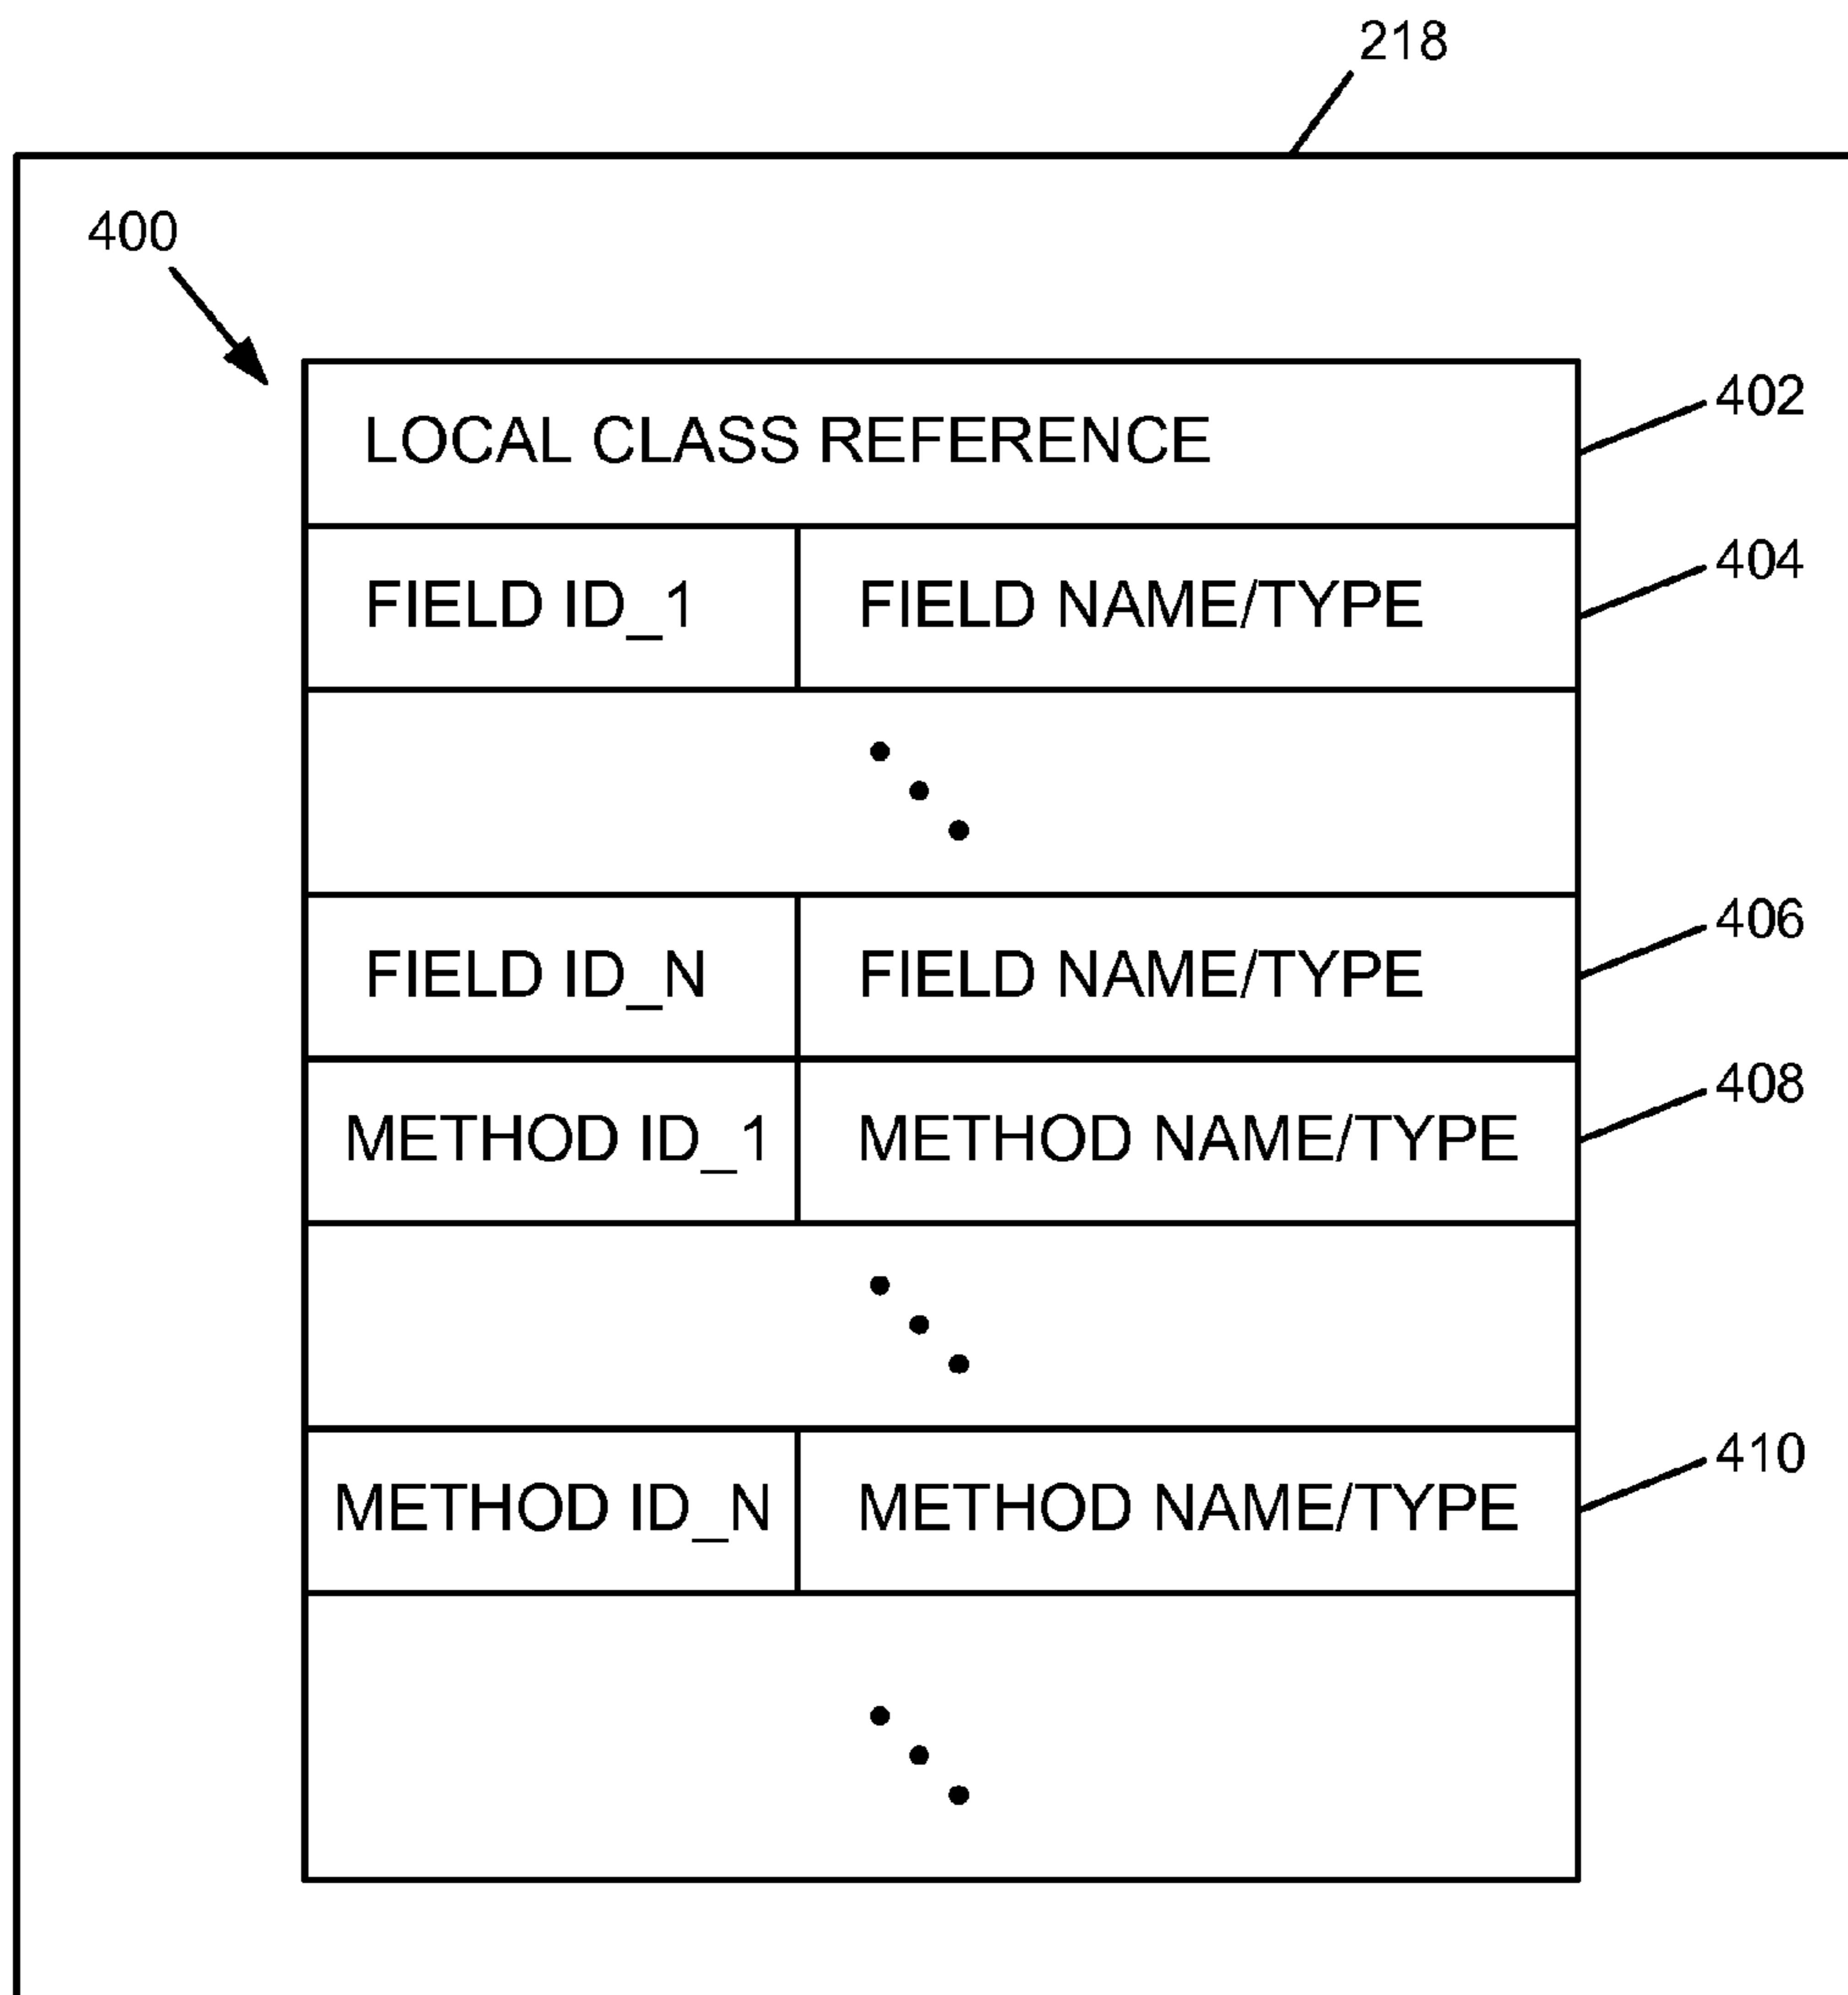 218
400
LOCAL CLASS REFERENCE
402
FIELD ID_1 FIELD NAME/TYPE
404
FIELD ID_N FIELD NAME/TYPE
406
METHOD ID_1 METHOD NAME/TYPE
408
METHOD ID_N METHOD NAME/TYPE
410